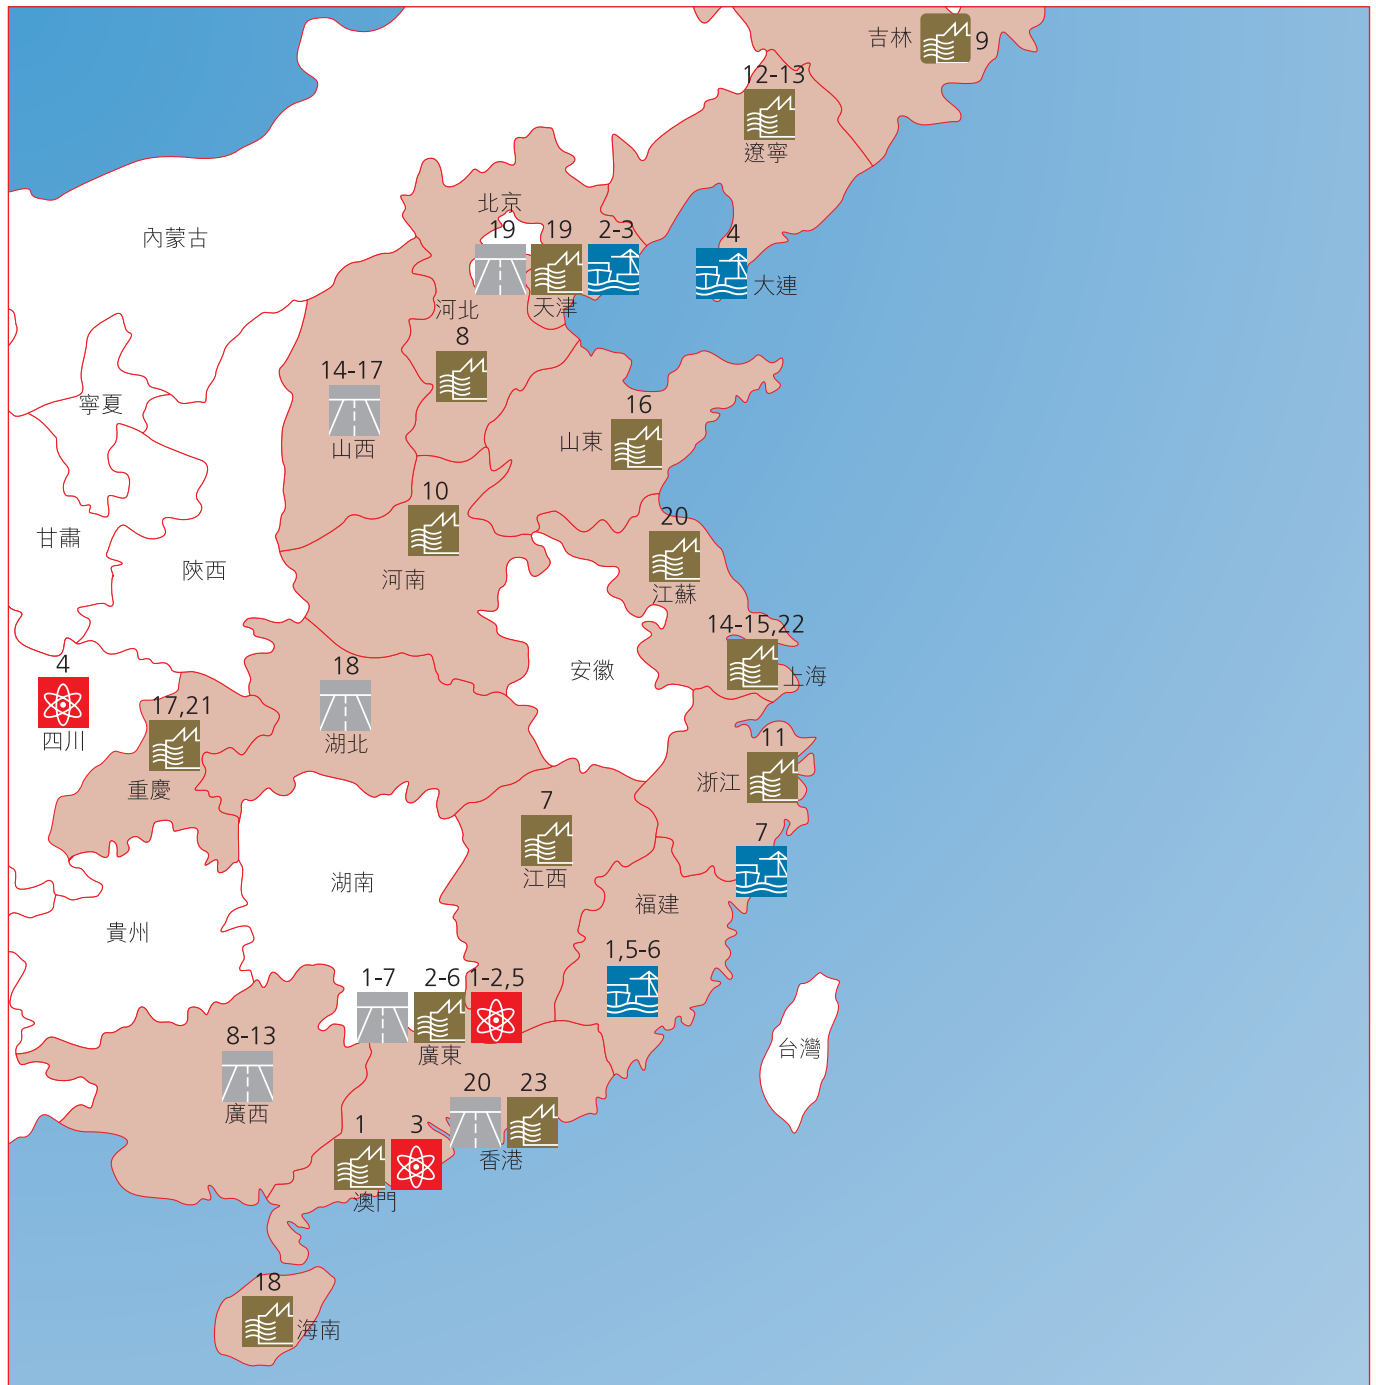 吉林 9
12-13
遼寧
內蒙古
北京
19 19 2-3
4
大連
河北
天津
8
14-17
山西
寧夏
16
山東
10
河南
20
江蘇
甘肅
陝西
14-15,22
上海
安徽
4
四川
18
湖北
17,21
重慶
11
浙江
7
江西
7
湖南
福建
貴州
1,5-6
1-7 2-6 1-2,5
廣東
8-13
廣西
台灣
20 23
香港
1 3
澳門
18
海南